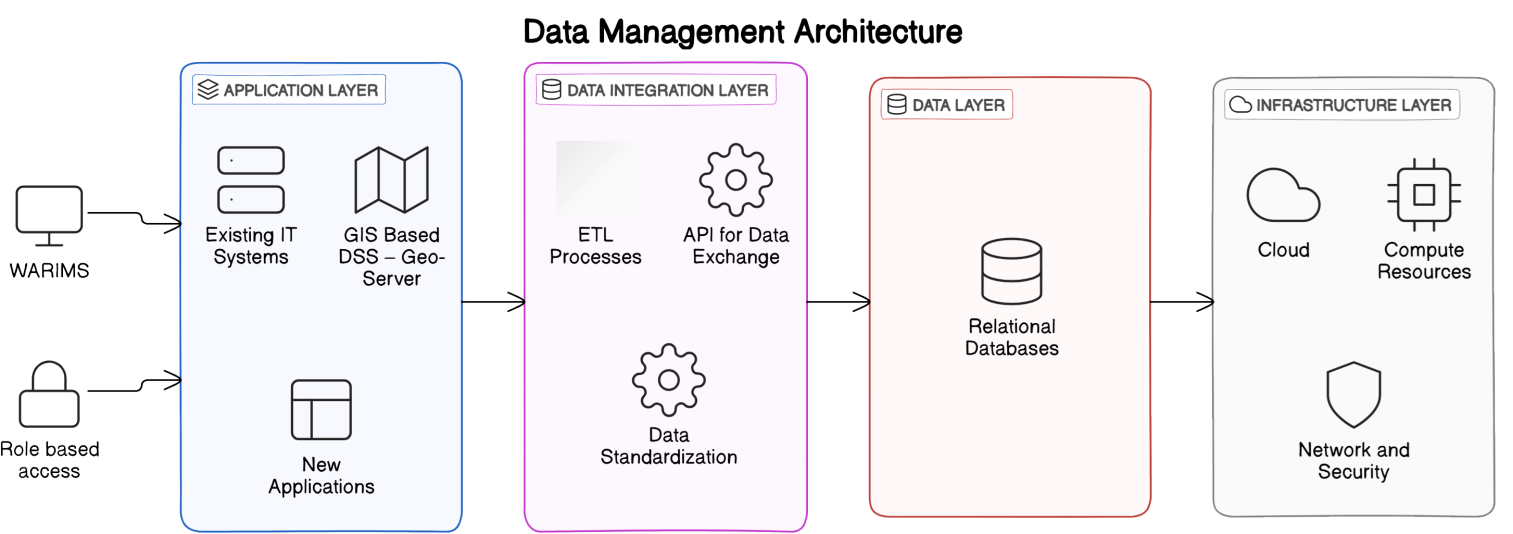 Data Management Architecture
APPLICATION LAYER
DATA INTEGRATION LAYER
DATA LAYER
INFRASTRUCTURE LAYER
WARIMS
Role based
access
Existing IT
Systems
GIS Based
DSS – Geo-
Server
New
Applications
ETL
Processes
API for Data
Exchange
Data
Standardization
Relational
Databases
Cloud
Compute
Resources
Network and
Security